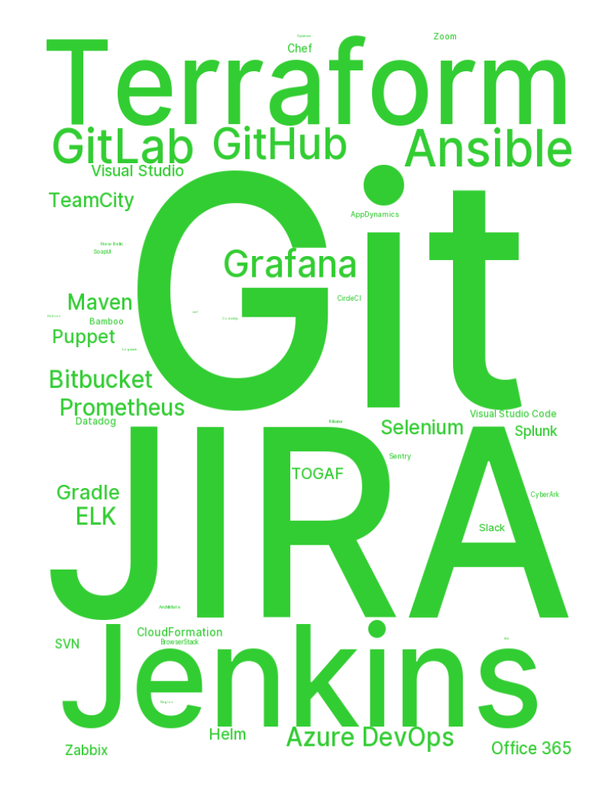 Zoom
Chef
Terraform
GitLab
GitHub
Ansible
Visual Studio
TeamCity
AppDynamics
Git
SoapUI
Grafana
Maven
CircleCI
Bamboo
Puppet
Bitbucket
Prometheus
Visual Studio Code
Datadog
Selenium
Splunk
JIRA
Sentry
TOGAF
Gradle
CyberArk
ELK
Slack
CloudFormation
Jenkins
SVN
BrowserStack
Helm
Azure DevOps
Zabbix
Office 365